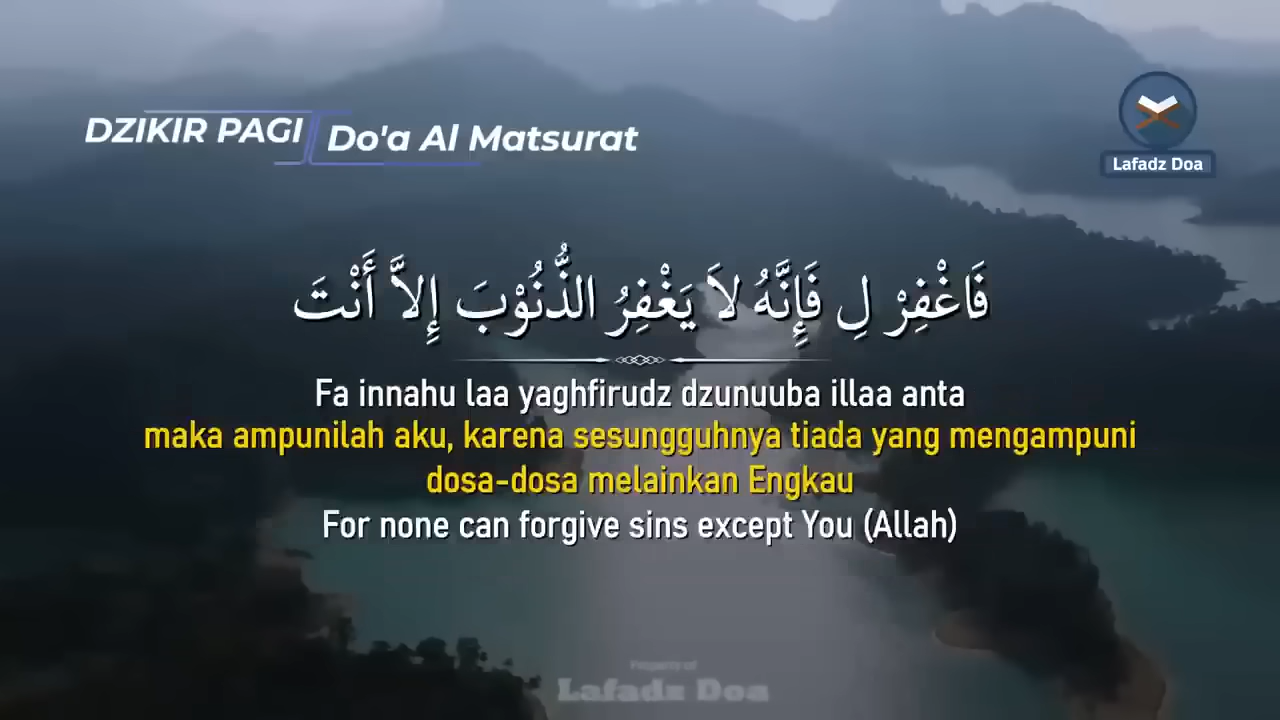 DZIKIR PAGI
Do'a Al Matsurat
Lafadz Doa
فَاغْفِرْ لِ فَإِنَّهُ لاَ يَغْفِرُ الذُّنُوْبَ إِلاَّ أَنْتَ
Fa innahu laa yaghfirudz dzunuuba illaa anta
maka ampunilah aku, karena sesungguhnya tiada yang mengampuni
dosa-dosa melainkan Engkau
For none can forgive sins except You (Allah)
Property of
Lafadz Doa